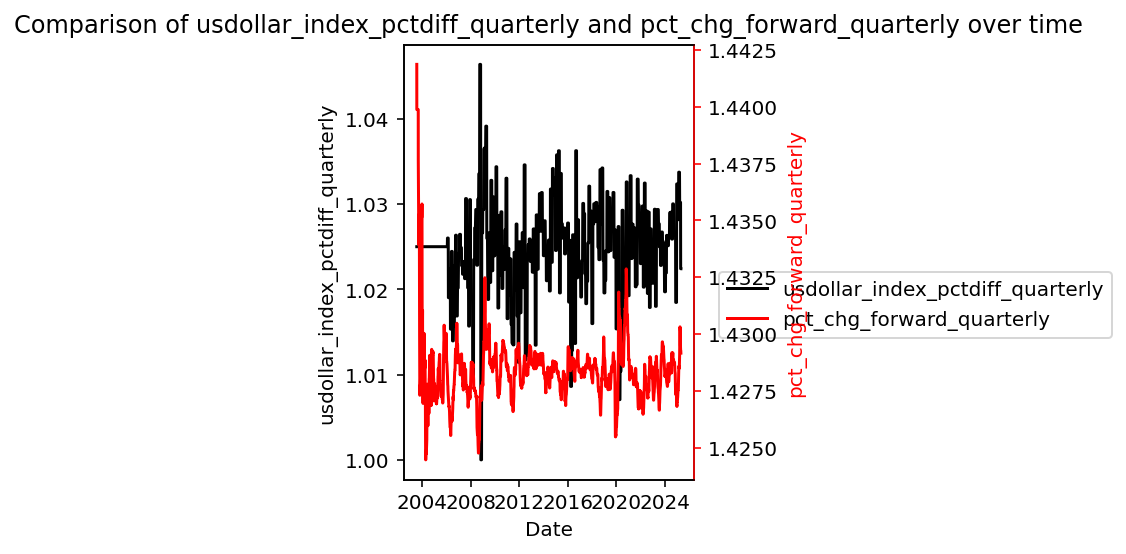 Comparison of usdollar_index_pctdiff_quarterly and pct_chg_forward_quarterly over time
usdollar_index_pctdiff_quarterly
1.04
1.03
1.02
1.01
1.00
1.4425
1.4400
1.4375
1.4350
1.4325
1.4300
1.4275
1.4250
pct_chg_forward_quarterly
usdollar_index_pctdiff_quarterly
pct_chg_forward_quarterly
2004 2008 2012 2016 2020 2024
Date